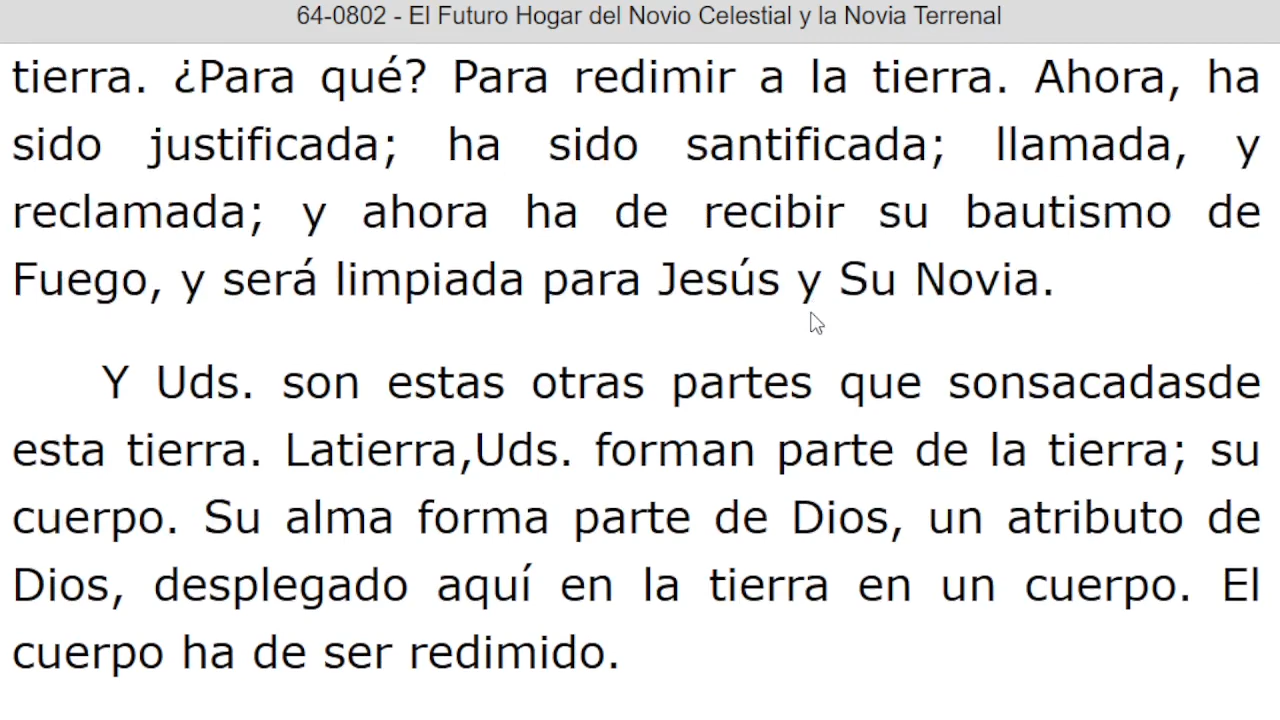 64-0802 - El Futuro Hogar del Novio Celestial y la Novia Terrenal
tierra. ¿Para qué? Para redimir a la tierra. Ahora, ha
sido justificada; ha sido santificada; llamada, y
reclamada; y ahora ha de recibir su bautismo de
Fuego, y será limpiada para Jesús y Su Novia.
Y Uds. son estas otras partes que sonsacadasde
esta tierra. Latierra,Uds. forman parte de la tierra; su
cuerpo. Su alma forma parte de Dios, un atributo de
Dios, desplegado aquí en la tierra en un cuerpo. El
cuerpo ha de ser redimido.